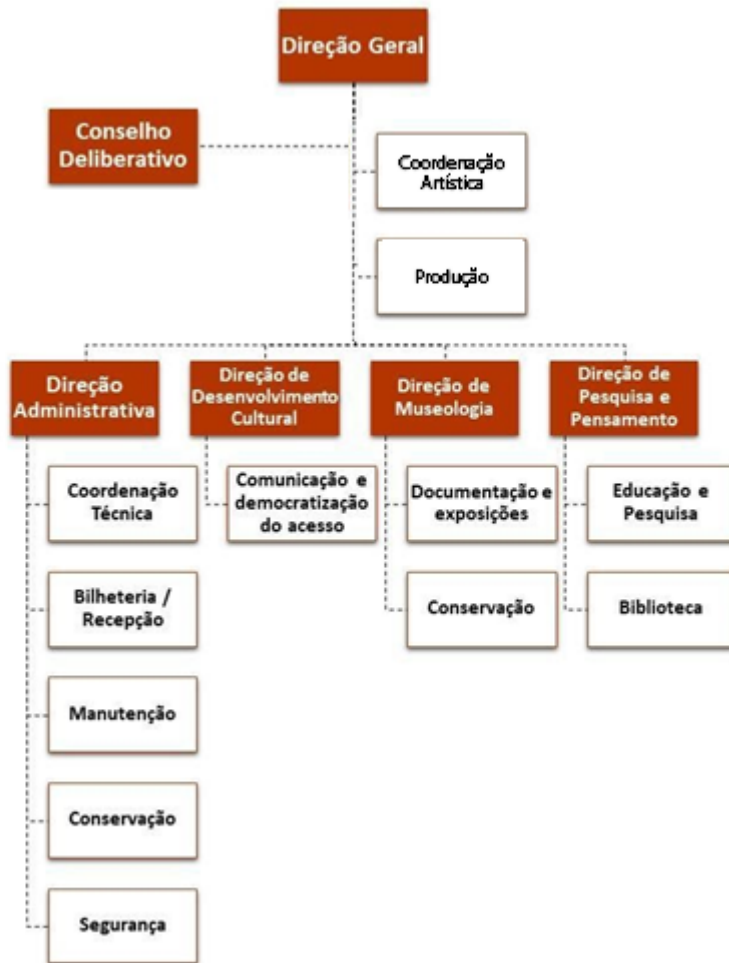 Direção Geral
Conselho
Deliberativo
Coordenação
Artística
Produção
Direção
Administrativa
Direção de
Desenvolvimento
Cultural
Direção de
Museologia
Direção de
Pesquisa e
Pensamento
Coordenação
Técnica
Comunicação e
democratização
do acesso
Documentação e
exposições
Educação e
Pesquisa
Bilheteria /
Recepção
Conservação
Biblioteca
Manutenção
Conservação
Segurança